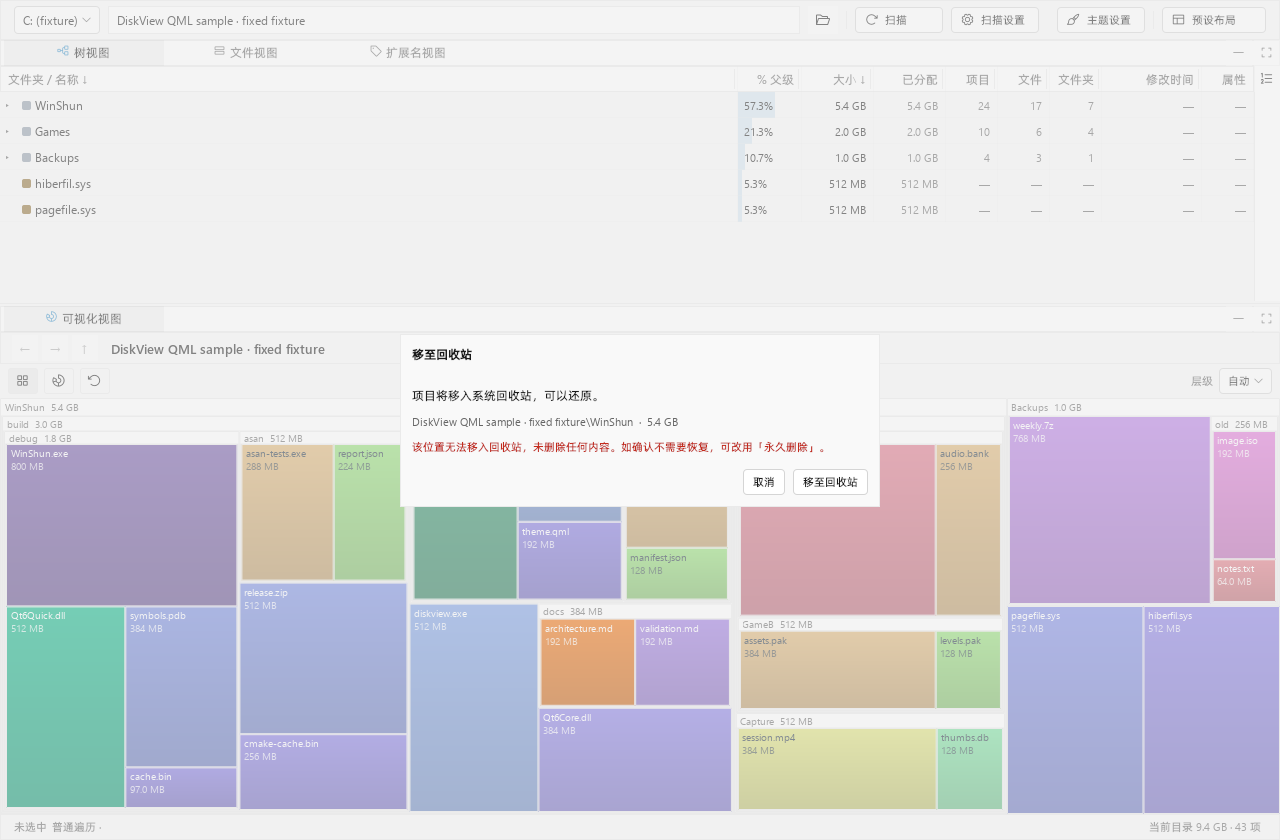 C: (fixture)
DiskView QML sample · fixed fixture
扫描
扫描设置
主题设置
预设布局
树视图
文件视图
扩展名视图
文件夹 / 名称 ↓
% 父级
大小 ↓
已分配
项目
文件
文件夹
修改时间
属性
WinShun 57.3% 5.4 GB 5.4 GB 24 17 7 — —
Games 21.3% 2.0 GB 2.0 GB 10 6 4 — —
Backups 10.7% 1.0 GB 1.0 GB 4 3 1 — —
hiberfil.sys 5.3% 512 MB 512 MB — — — — —
pagefile.sys 5.3% 512 MB 512 MB — — — — —
可视化视图
← → ↑ DiskView QML sample · fixed fixture
层级
自动
移至回收站
项目将移入系统回收站，可以还原。
DiskView QML sample · fixed fixture\WinShun · 5.4 GB
该位置无法移入回收站，未删除任何内容。如确认不需要恢复，可改用「永久删除」。
取消
移至回收站
WinShun 5.4 GB
build 3.0 GB
debug 1.8 GB
WinShun.exe
800 MB
Qt6Quick.dll
512 MB
symbols.pdb
384 MB
cache.bin
97.0 MB
asan 512 MB
asan-tests.exe
288 MB
report.json
224 MB
release.zip
512 MB
cmake-cache.bin
256 MB
theme.qml
192 MB
manifest.json
128 MB
diskview.exe
512 MB
docs 384 MB
architecture.md
192 MB
validation.md
192 MB
Qt6Core.dll
384 MB
audio.bank
256 MB
GameB 512 MB
assets.pak
384 MB
levels.pak
128 MB
Capture 512 MB
session.mp4
384 MB
thumbs.db
128 MB
Backups 1.0 GB
weekly.7z
768 MB
old 256 MB
image.iso
192 MB
notes.txt
64.0 MB
pagefile.sys
512 MB
hiberfil.sys
512 MB
未选中 普通遍历 ·
当前目录 9.4 GB · 43 项